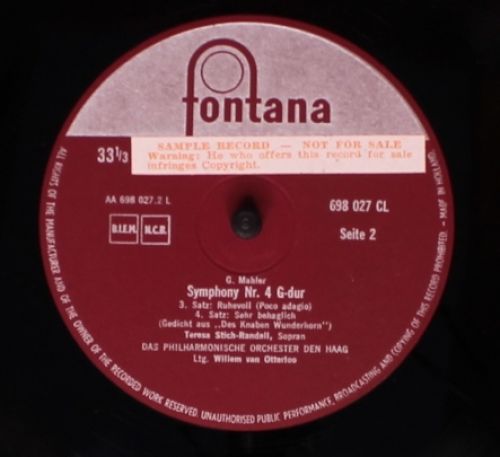 fontana
SAMPLE RECORD — NOT FOR SALE
Warning: He who offers this record for sale
infringes Copyright.
33 1/3
AA 698 027.2 L
698 027 CL
B.I.E.M. N.C.B.
Seite 2
G. Mahler
Symphony Nr. 4 G-dur
3. Satz: Ruhevoll (Poco adagio)
4. Satz: Sehr behaglich
(Gedicht aus „Des Knaben Wunderhorn")
Teresa Stich-Randall, Sopran
DAS PHILHARMONISCHE ORCHESTER DEN HAAG
Ltg. Willem van Otterloo
ALL RIGHTS OF THE MANUFACTURER AND OF THE OWNER OF THE RECORDED WORK RESERVED. UNAUTHORISED PUBLIC PERFORMANCE, BROADCASTING AND COPYING OF THIS RECORD PROHIBITED. - MADE IN HOLLAND